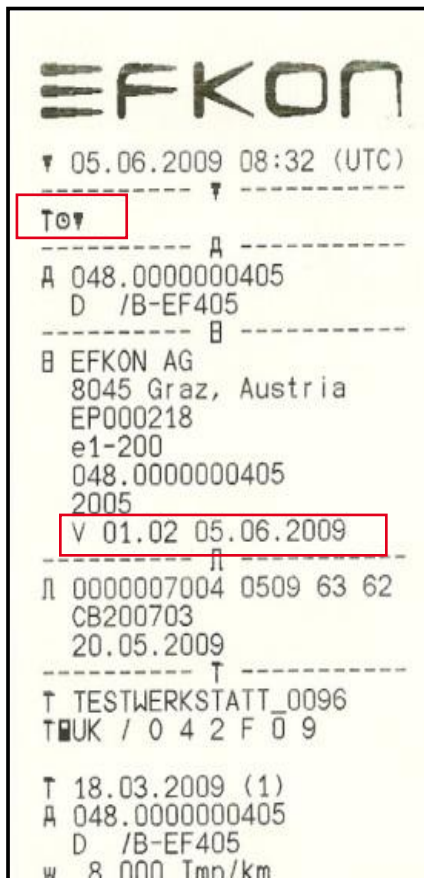 EFKON
▼ 05.06.2009 08:32 (UTC)
---------- ▼ -----------
T⊙▼
---------- A -----------
A 048.0000000405
D /B-EF405
---------- B -----------
B EFKON AG
8045 Graz, Austria
EP000218
e1-200
048.0000000405
2005
V 01.02 05.06.2009
---------- Л -----------
Л 0000007004 0509 63 62
CB200703
20.05.2009
---------- T -----------
T TESTWERKSTATT_0096
T■UK / 0 4 2 F 0 9
T 18.03.2009 (1)
A 048.0000000405
D /B-EF405
w 8 000 Imp/km